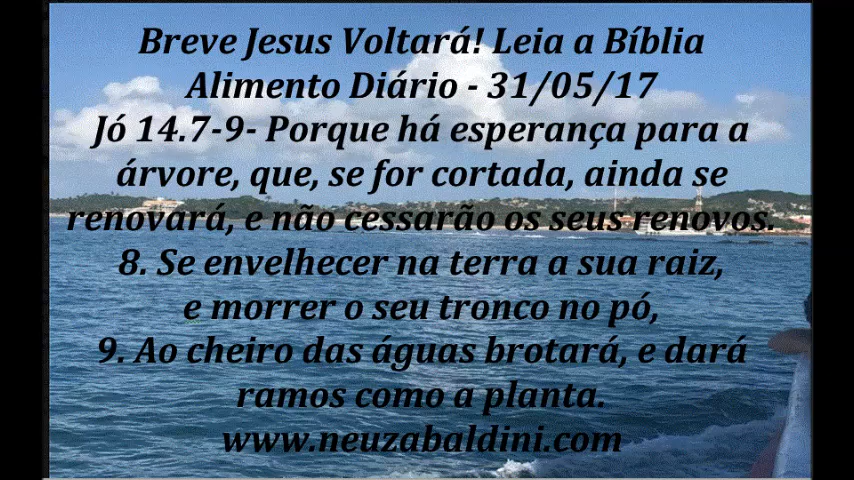 Breve Jesus Voltará! Leia a Bíblia
Alimento Diário - 31/05/17
Jó 14.7-9- Porque há esperança para a
árvore, que, se for cortada, ainda se
renovará, e não cessarão os seus renovos.
8. Se envelhecer na terra a sua raiz,
e morrer o seu tronco no pó,
9. Ao cheiro das águas brotará, e dará
ramos como a planta.
www.neuzabaldini.com